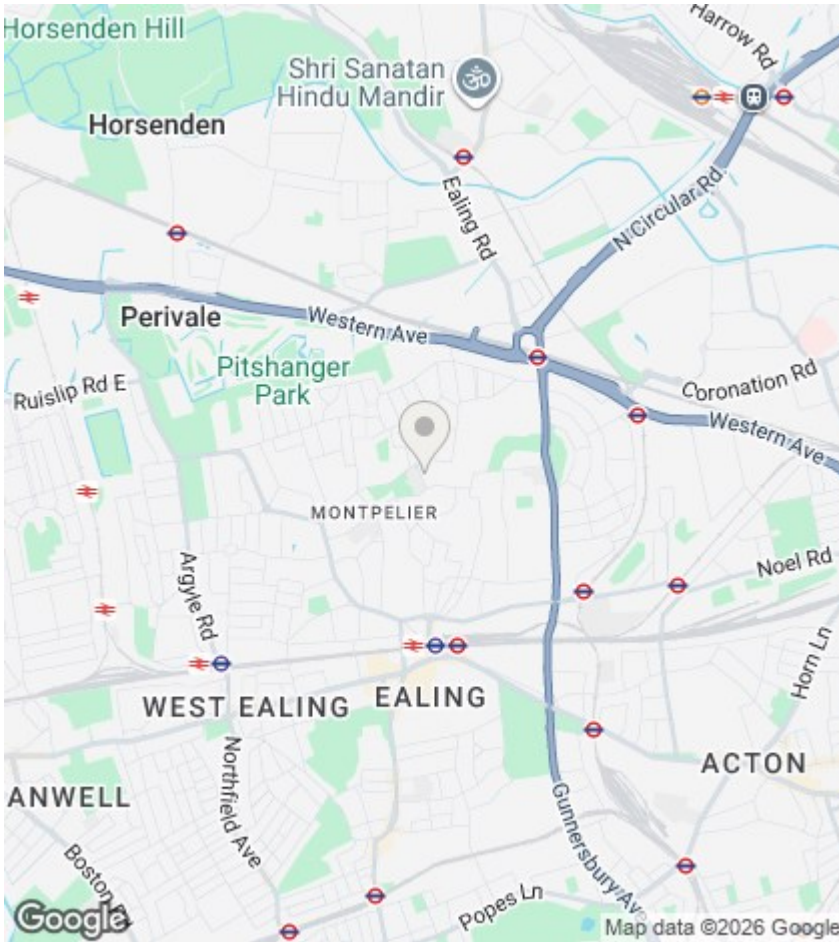 Horsenden Hill
Harrow Rd
Shri Sanatan
Hindu Mandir
Horsenden
Ealing Rd
N Circular Rd
Western Ave
Perivale
Pitshanger
Park
Coronation Rd
Ruislip Rd E
Western Ave
MONTPELIER
Argyle Rd
Noel Rd
Horn Ln
WEST EALING
EALING
Northfield Ave
ACTON
ANWELL
Gunnersbury Ave
Boston Rd
Popes Ln
Google
Map data ©2026 Google